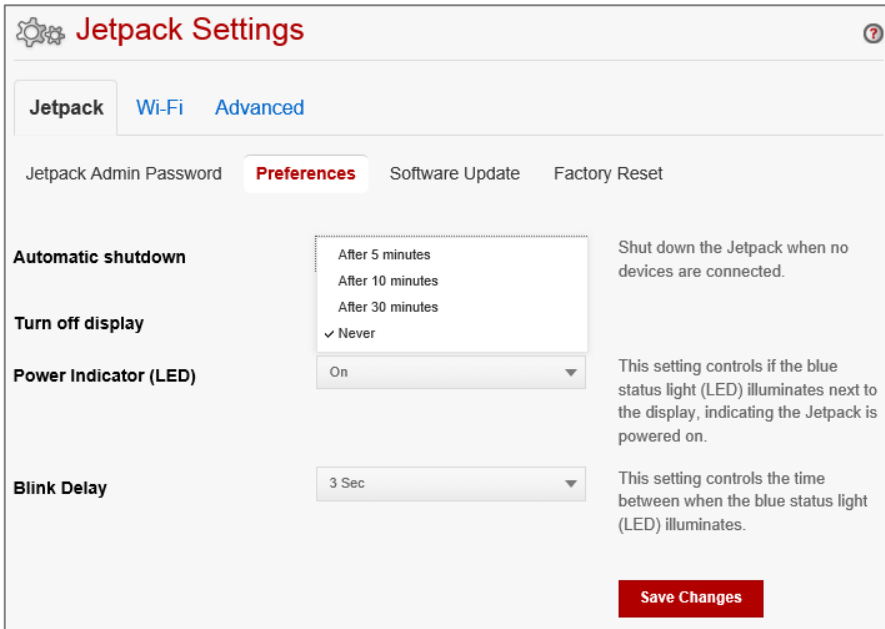 Jetpack Settings
?
Jetpack
Wi-Fi
Advanced
Jetpack Admin Password
Preferences
Software Update
Factory Reset
Automatic shutdown
After 5 minutes
After 10 minutes
After 30 minutes
Never
Shut down the Jetpack when no
devices are connected.
Turn off display
Power Indicator (LED)
On
This setting controls if the blue
status light (LED) illuminates next to
the display, indicating the Jetpack is
powered on.
Blink Delay
3 Sec
This setting controls the time
between when the blue status light
(LED) illuminates.
Save Changes